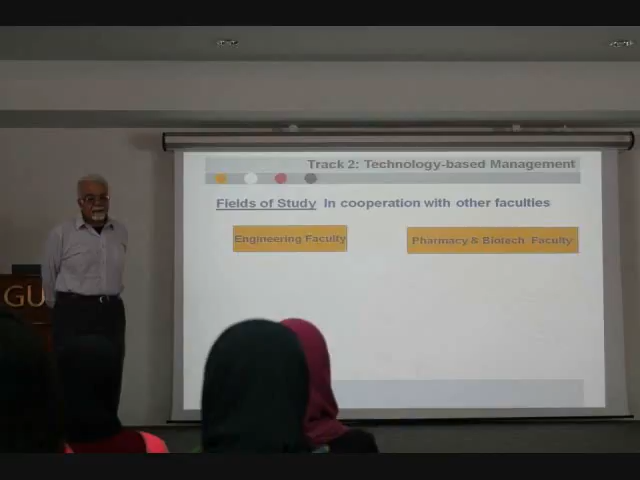 Track 2: Technology-based Management
Fields of Study In cooperation with other faculties
Engineering Faculty
Pharmacy & Biotech Faculty
GU